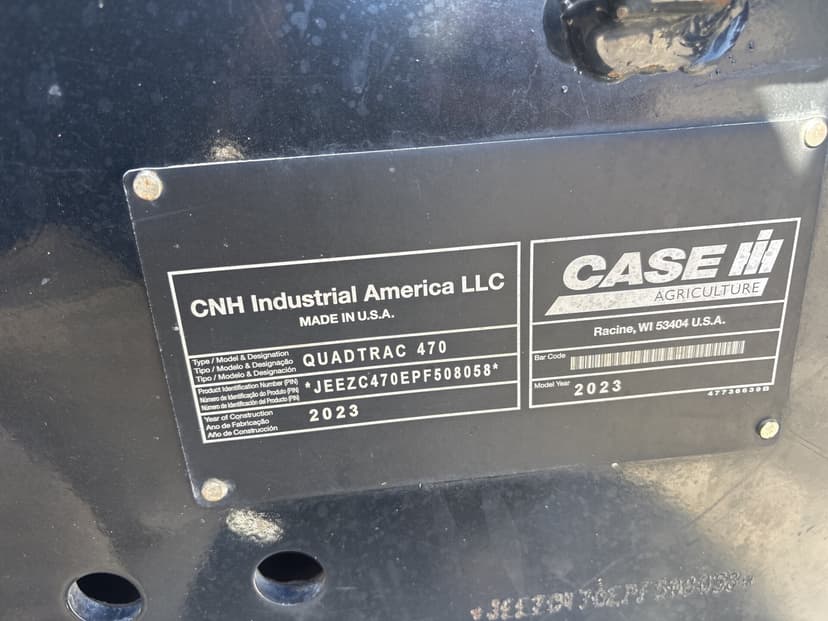 CNH Industrial America LLC
MADE IN U.S.A.
Type / Model & Designation
Tipo / Modelo & Designação
Tipo / Modelo & Designación
QUADTRAC 470
Product Identification Number (PIN)
Número de Identificação do Produto (PIN)
Número de Identificación del Producto (PIN)
*JEEZC470EPF508058*
Year of Construction
Ano de Fabricação
Año de Construcción
2023
CASE IH
AGRICULTURE
Racine, WI 53404 U.S.A.
Bar Code
Model Year
2023
47736639B